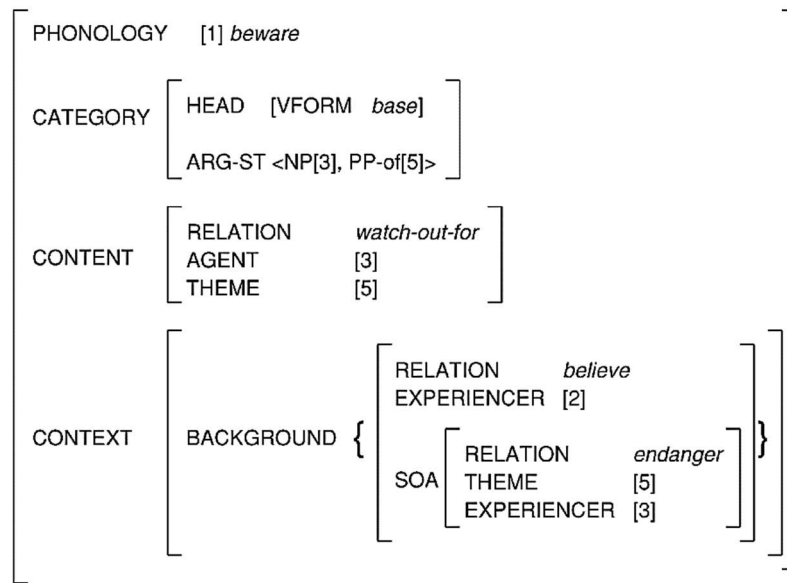 PHONOLOGY [1] beware
HEAD [VFORM base]
CATEGORY
ARG-ST <NP[3], PP-of[5]>
RELATION watch-out-for
CONTENT AGENT [3]
THEME [5]
RELATION believe
EXPERIENCER [2]
CONTEXT BACKGROUND { RELATION endanger }
SOA THEME [5]
EXPERIENCER [3]